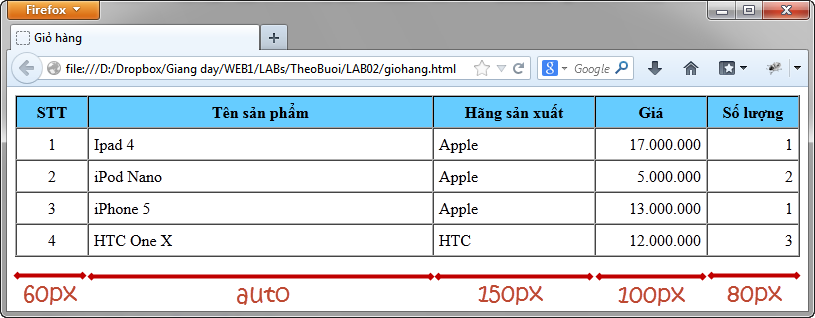 Firefox
Giỏ hàng
file:///D:/Dropbox/Giang day/WEB1/LABs/TheoBuoi/LAB02/giohang.html
8 Google
STT Tên sản phẩm Hãng sản xuất Giá Số lượng
1 Ipad 4 Apple 17.000.000 1
2 iPod Nano Apple 5.000.000 2
3 iPhone 5 Apple 13.000.000 1
4 HTC One X HTC 12.000.000 3
60px auto 150px 100px 80px